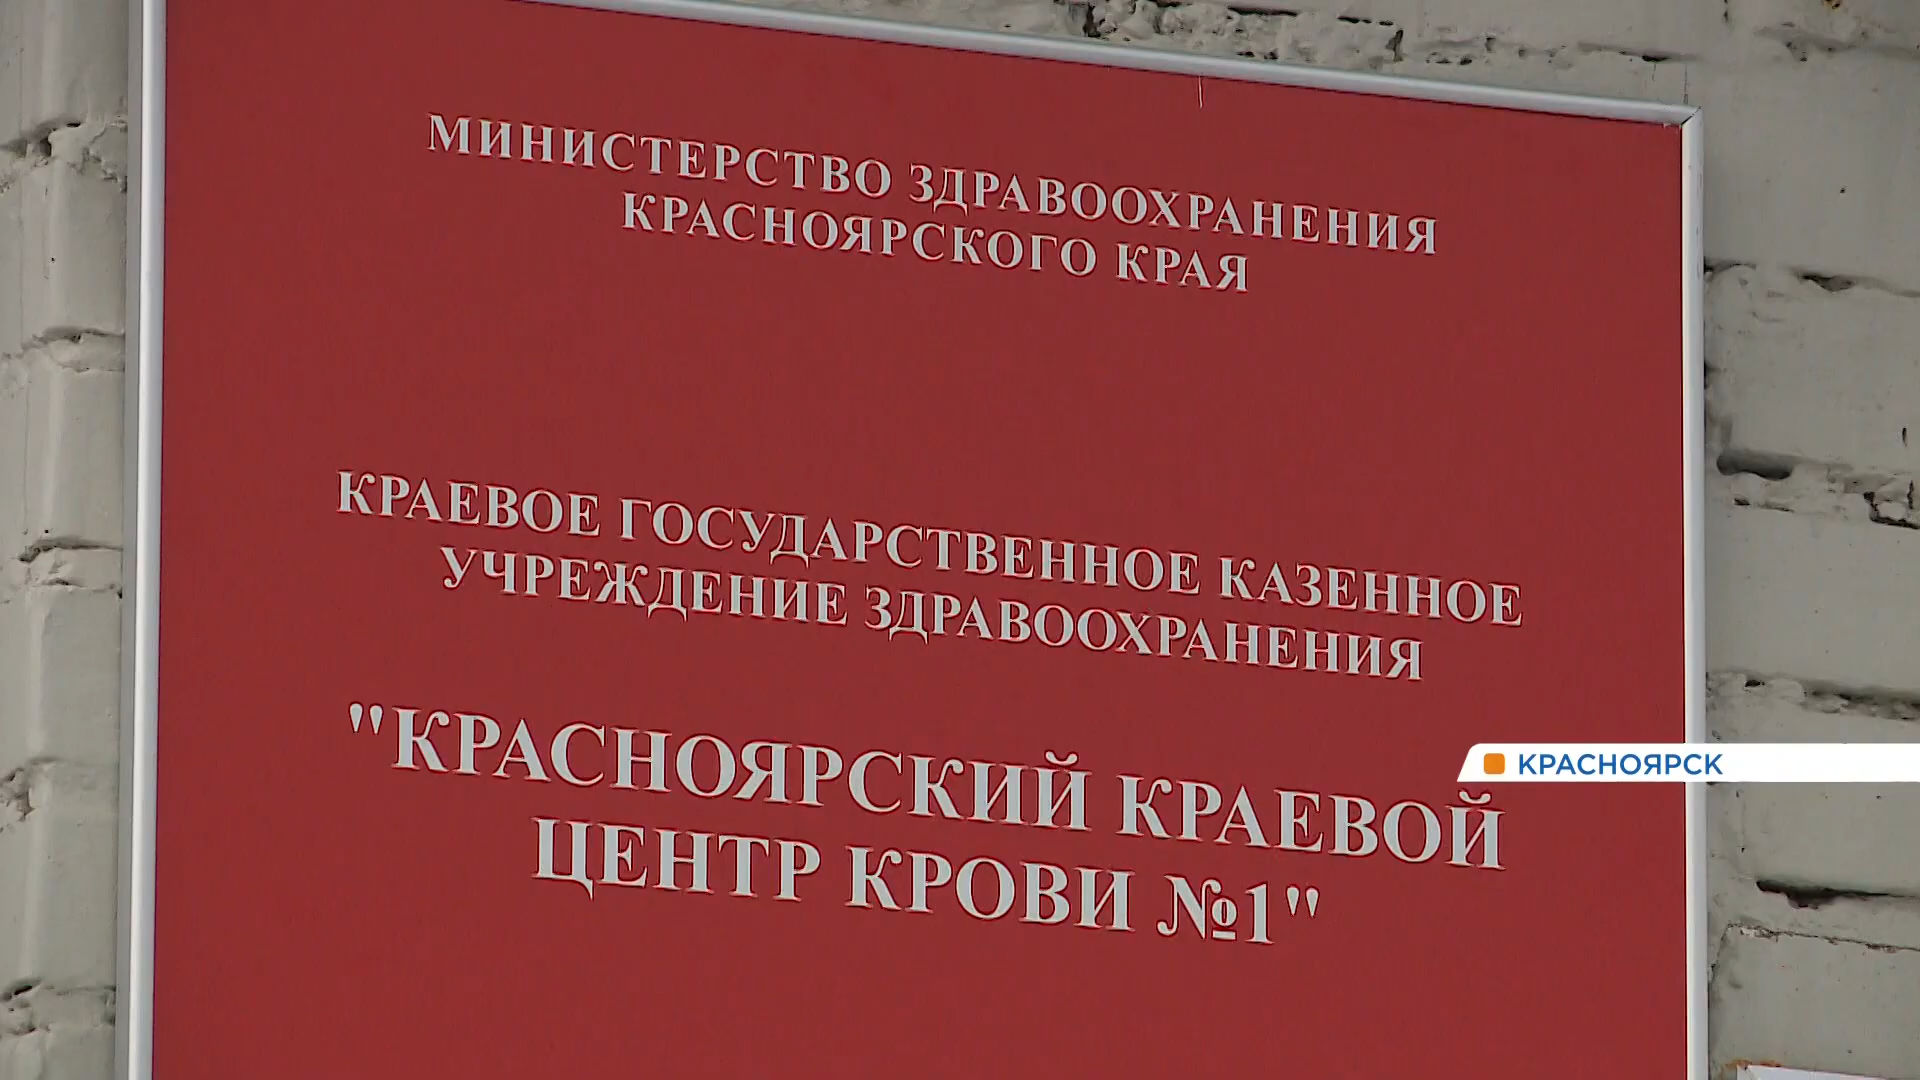 МИНИСТЕРСТВО ЗДРАВООХРАНЕНИЯ
КРАСНОЯРСКОГО КРАЯ
КРАЕВОЕ ГОСУДАРСТВЕННОЕ КАЗЕННОЕ
УЧРЕЖДЕНИЕ ЗДРАВООХРАНЕНИЯ
"КРАСНОЯРСКИЙ КРАЕВОЙ
ЦЕНТР КРОВИ №1"
КРАСНОЯРСК